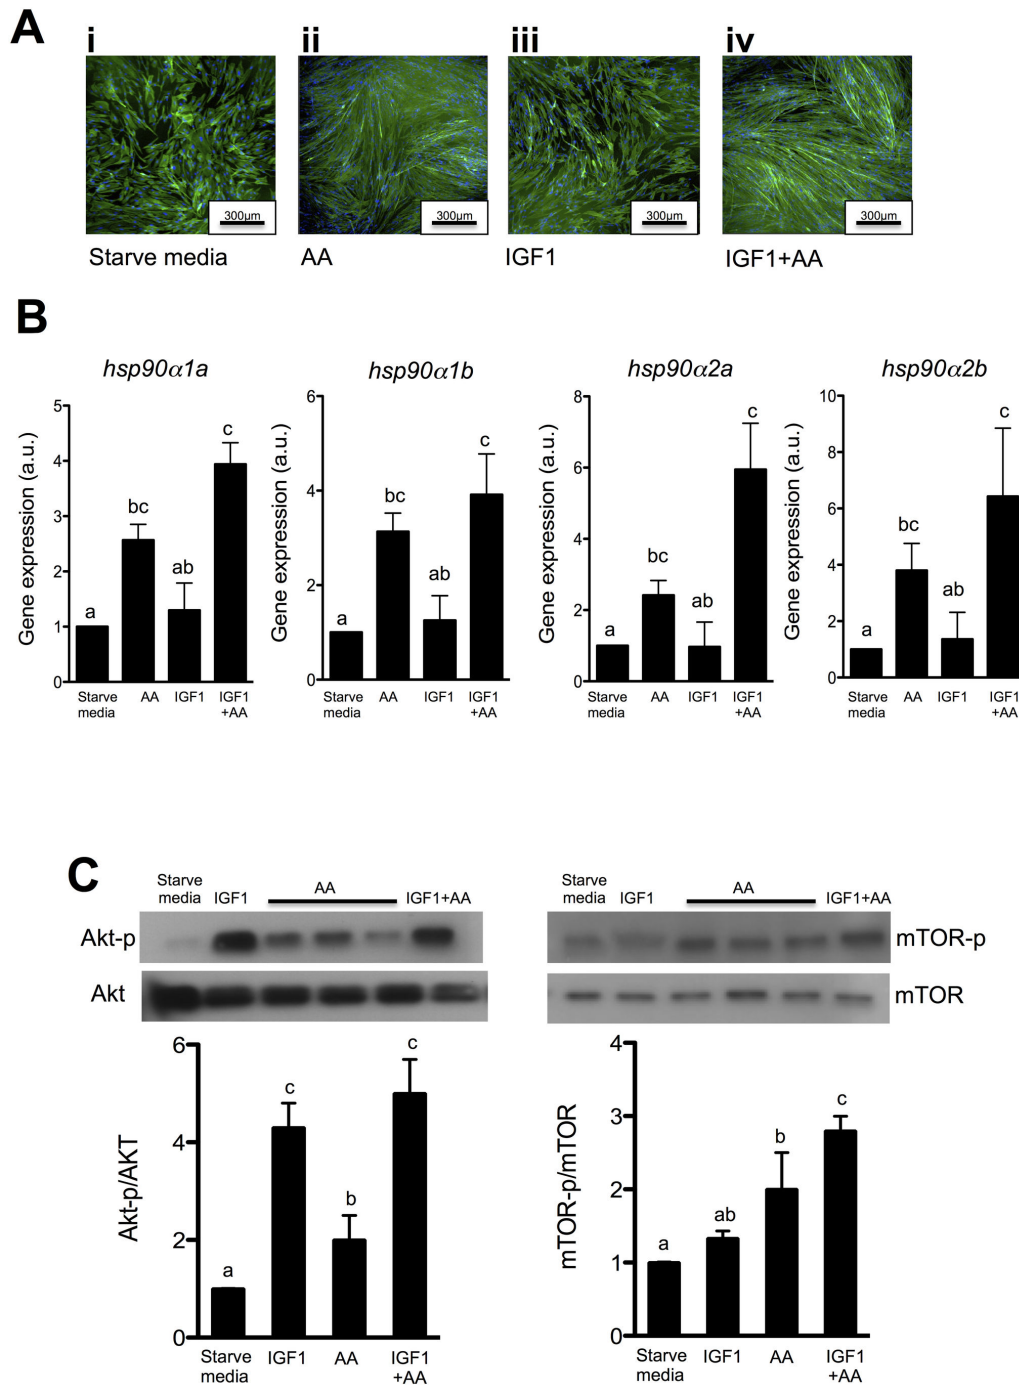 A
i ii iii iv
300μm 300μm 300μm 300μm
Starve media AA IGF1 IGF1+AA
B
hsp90α1a
Gene expression (a.u.)
5
4
3
2
1
0
a bc ab c
Starve media AA IGF1 IGF1 +AA
hsp90α1b
Gene expression (a.u.)
6
4
2
0
a bc ab c
Starve media AA IGF1 IGF1 +AA
hsp90α2a
Gene expression (a.u.)
8
6
4
2
0
a bc ab c
Starve media AA IGF1 IGF1 +AA
hsp90α2b
Gene expression (a.u.)
10
8
6
4
2
0
a bc ab c
Starve media AA IGF1 IGF1 +AA
C
Starve media IGF1 AA IGF1+AA
Akt-p
Akt
Akt-p/AKT
6
4
2
0
a c b c
Starve media IGF1 AA IGF1 +AA
Starve media IGF1 AA IGF1+AA
mTOR-p
mTOR
mTOR-p/mTOR
4
3
2
1
0
a ab b c
Starve media IGF1 AA IGF1 +AA